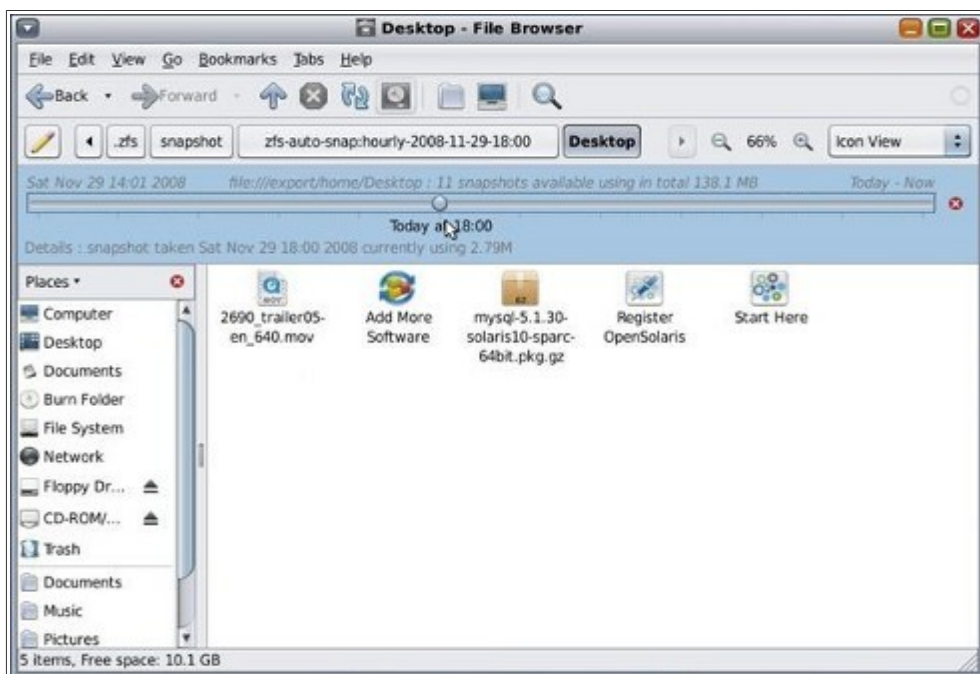 Desktop - File Browser
File Edit View Go Bookmarks Tabs Help
Back Forward
.zfs snapshot zfs-auto-snap:hourly-2008-11-29-18:00 Desktop 66% Icon View
Sat Nov 29 14:01 2008 file:///export/home/Desktop : 11 snapshots available using in total 138.1 MB Today - Now
Today at 18:00
Details : snapshot taken Sat Nov 29 18:00 2008 currently using 2.79M
Places
Computer
Desktop
Documents
Burn Folder
File System
Network
Floppy Dr...
CD-ROM/...
Trash
Documents
Music
Pictures
2690_trailer05-
en_640.mov
Add More
Software
mysql-5.1.30-
solaris10-sparc-
64bit.pkg.gz
Register
OpenSolaris
Start Here
5 items, Free space: 10.1 GB